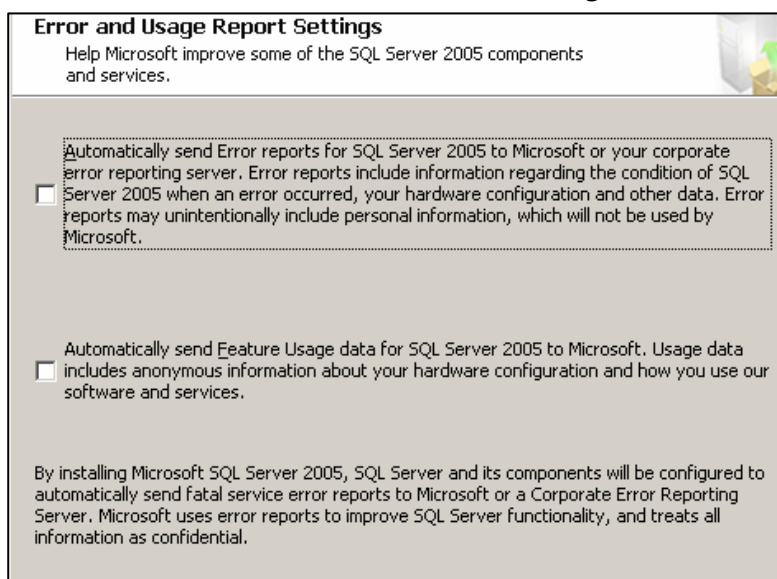 Error and Usage Report Settings
Help Microsoft improve some of the SQL Server 2005 components
and services.
Automatically send Error reports for SQL Server 2005 to Microsoft or your corporate
error reporting server. Error reports include information regarding the condition of SQL
Server 2005 when an error occurred, your hardware configuration and other data. Error
reports may unintentionally include personal information, which will not be used by
Microsoft.
Automatically send Feature Usage data for SQL Server 2005 to Microsoft. Usage data
includes anonymous information about your hardware configuration and how you use our
software and services.
By installing Microsoft SQL Server 2005, SQL Server and its components will be configured to
automatically send fatal service error reports to Microsoft or a Corporate Error Reporting
Server. Microsoft uses error reports to improve SQL Server functionality, and treats all
information as confidential.